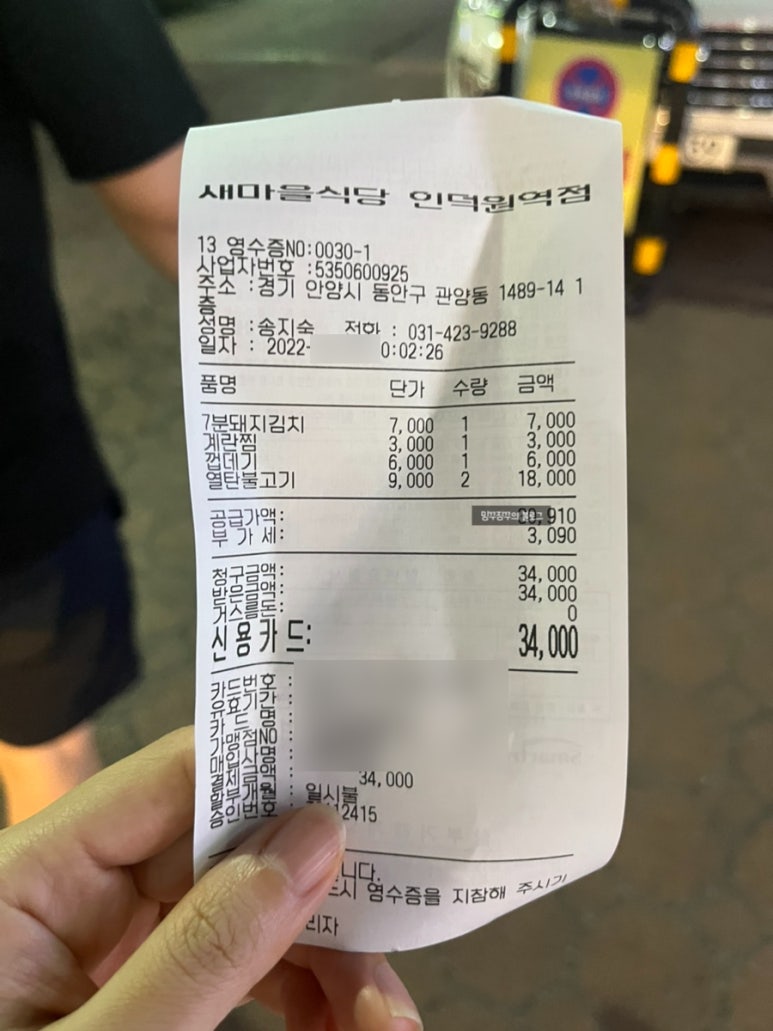 새마을식당 인덕원역점
13 영수증NO:0030-1
사업자번호 :5350600925
주소 :경기 안양시 동안구 관양동 1489-14 1
층
성명 :송지숙 전화 : 031-423-9288
일자 : 2022- 0:02:26
품명 단가 수량 금액
7분돼지김치 7,000 1 7,000
계란찜 3,000 1 3,000
껍데기 6,000 1 6,000
열탄불고기 9,000 2 18,000
공급가액: ,910
부 가 세: 3,090
청구금액: 34,000
받은금액: 34,000
거스름돈: 0
신용카드: 34,000
카드번호 :
유효기간 :
카 드 명 :
가맹점NO :
매입사명 :
결제금액 : 34,000
할부개월 : 일시불
승인번호 : 12415
니다.
시 영수증을 지참해 주시기
리자